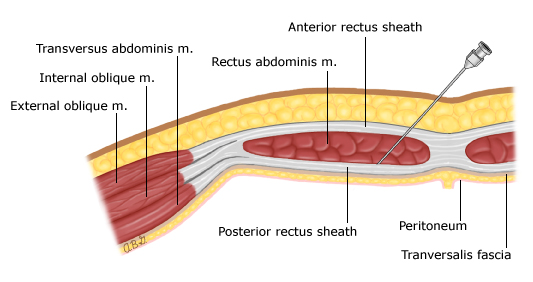 Anterior rectus sheath
Transversus abdominis m.
Rectus abdominis m.
Internal oblique m.
External oblique m.
Posterior rectus sheath
Peritoneum
Tranversalis fascia